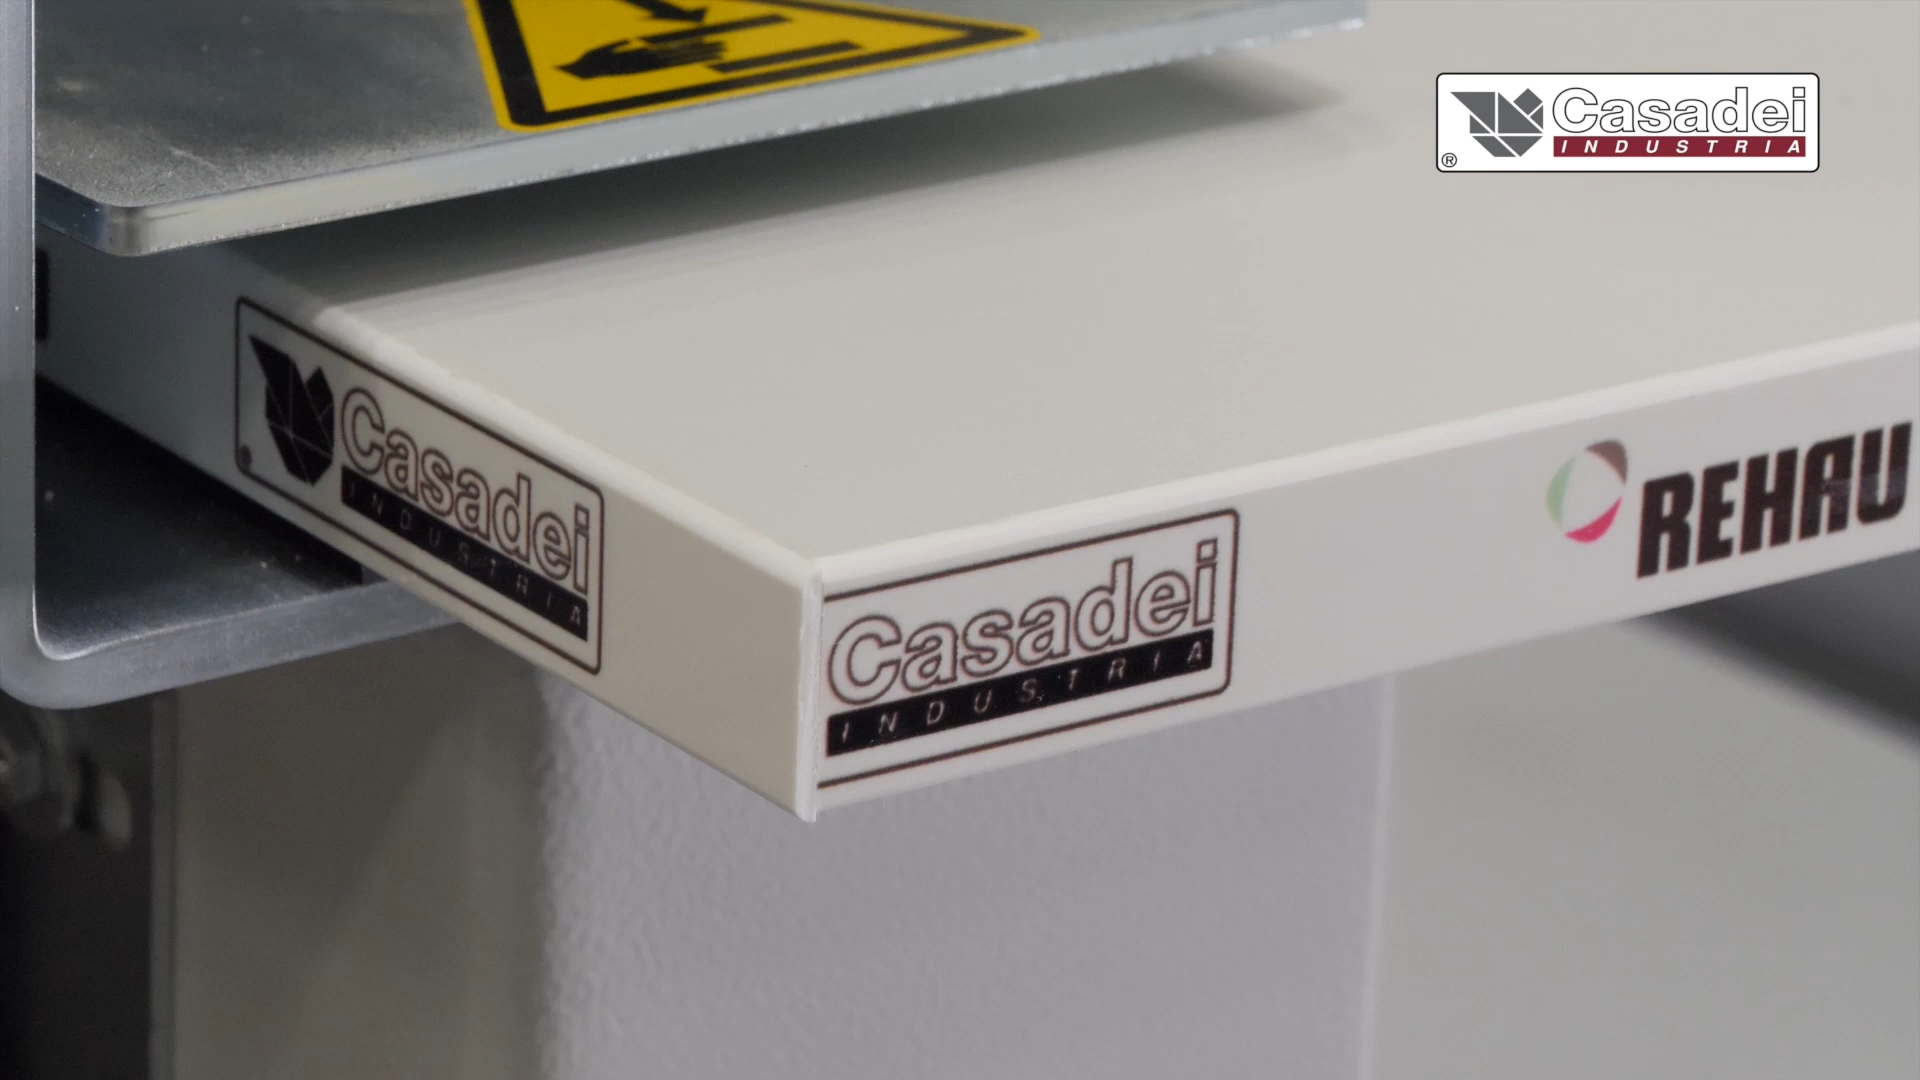 Casadei
INDUSTRIA
®
Casadei
INDUSTRIA
Casadei
INDUSTRIA
REHAU